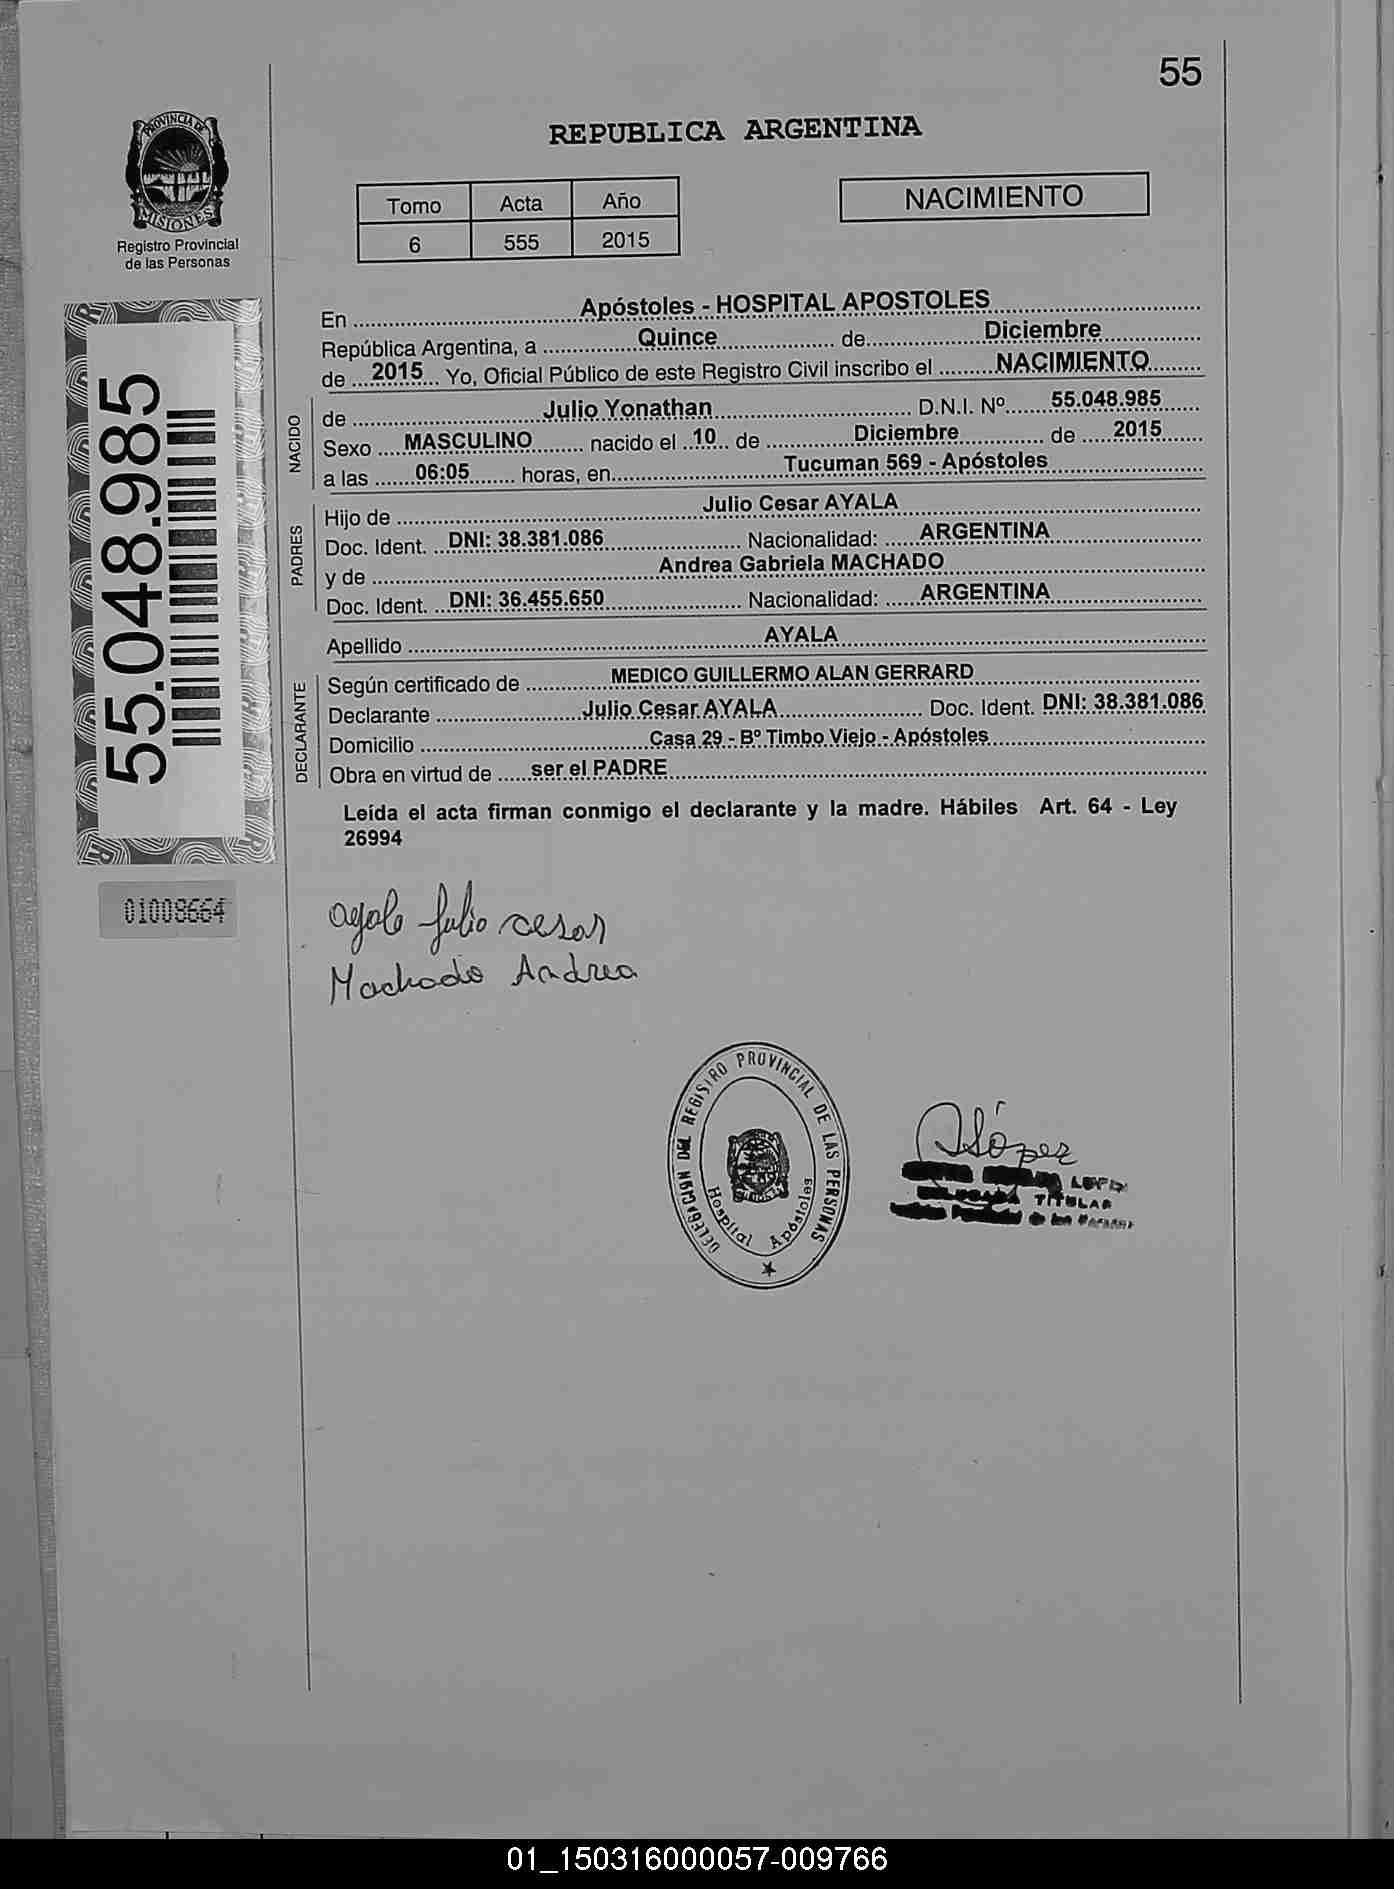 55
PROVINCIA DE
MISIONES
Registro Provincial
de las Personas
REPUBLICA ARGENTINA
Tomo Acta Año
6 555 2015
NACIMIENTO
En Apóstoles - HOSPITAL APOSTOLES
República Argentina, a Quince de Diciembre
de 2015 Yo, Oficial Público de este Registro Civil inscribo el NACIMIENTO
NACIDO
de Julio Yonathan D.N.I. Nº 55.048.985
Sexo MASCULINO nacido el 10 de Diciembre de 2015
a las 06:05 horas, en Tucuman 569 - Apóstoles
PADRES
Hijo de Julio Cesar AYALA
Doc. Ident. DNI: 38.381.086 Nacionalidad: ARGENTINA
y de Andrea Gabriela MACHADO
Doc. Ident. DNI: 36.455.650 Nacionalidad: ARGENTINA
Apellido AYALA
DECLARANTE
Según certificado de MEDICO GUILLERMO ALAN GERRARD
Declarante Julio Cesar AYALA Doc. Ident. DNI: 38.381.086
Domicilio Casa 29 - Bº Timbo Viejo - Apóstoles
Obra en virtud de ser el PADRE
Leída el acta firman conmigo el declarante y la madre. Hábiles Art. 64 - Ley
26994
55.048.985
01008664
ayala julio cesar
Machado Andrea
DELEGACION DEL REGISTRO PROVINCIAL DE LAS PERSONAS
Hospital Apóstoles
López
TITULAR
de las
01_150316000057-009766